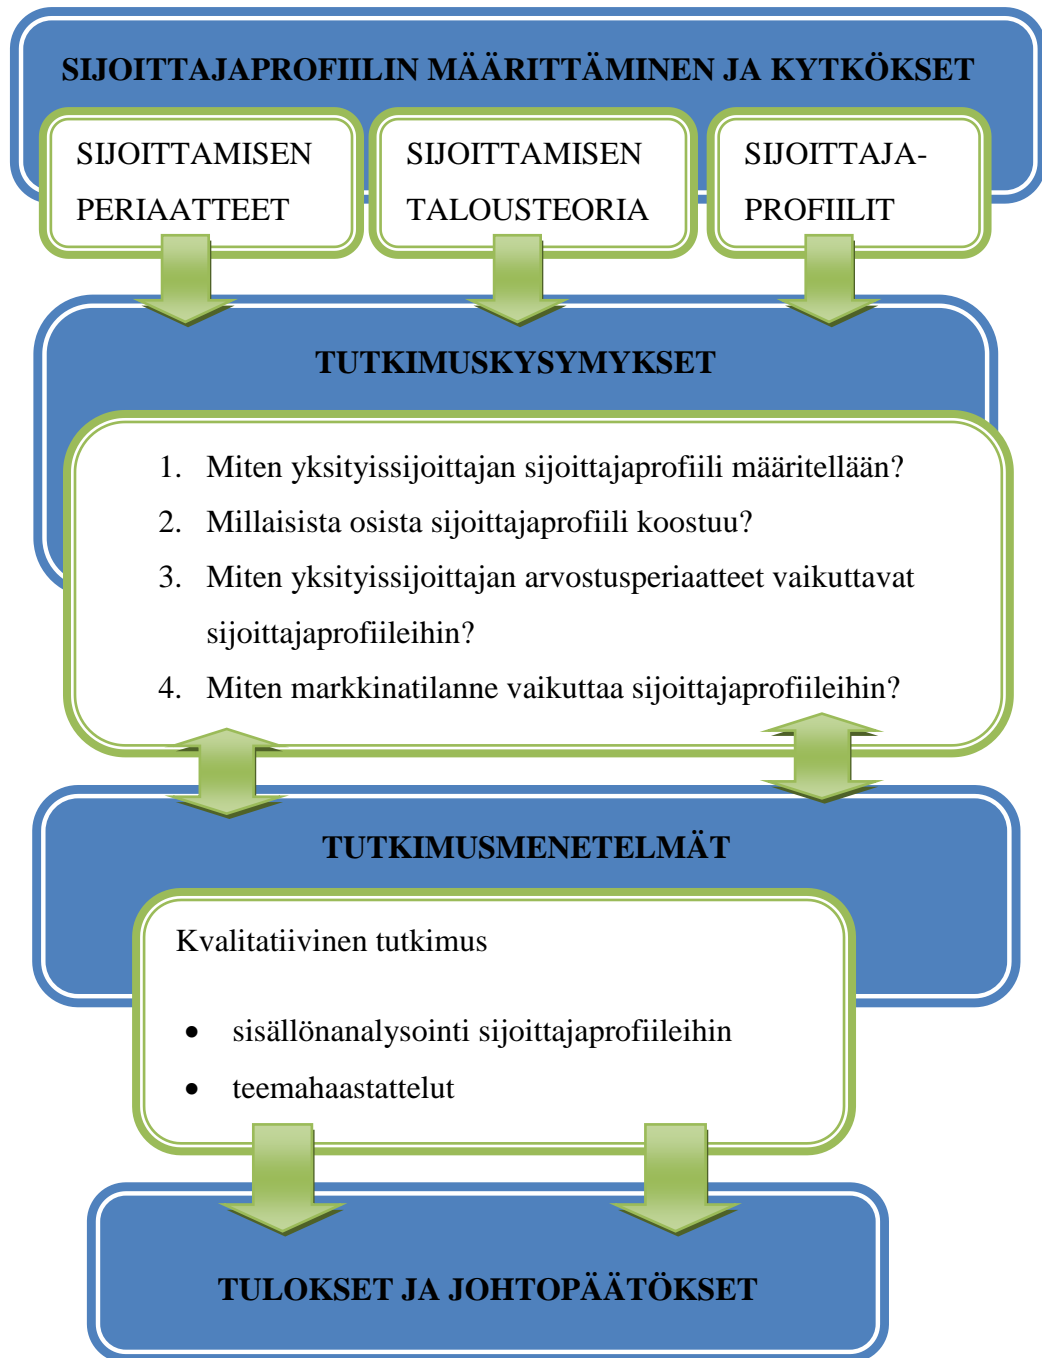 SIJOITTAJAPROFIILIN MÄÄRITTÄMINEN JA KYTKÖKSET
SIJOITTAMISEN
PERIAATTEET
SIJOITTAMISEN
TALOUSTEORIA
SIJOITTAJA-
PROFIILIT
TUTKIMUSKYSYMYKSET
1. Miten yksityissijoittajan sijoittajaprofiili määritellään?
2. Millaisista osista sijoittajaprofiili koostuu?
3. Miten yksityissijoittajan arvostusperiaatteet vaikuttavat
sijoittajaprofiileihin?
4. Miten markkinatilanne vaikuttaa sijoittajaprofiileihin?
TUTKIMUSMENETELMÄT
Kvalitatiivinen tutkimus
• sisällönanalysointi sijoittajaprofiileihin
• teemahaastattelut
TULOKSET JA JOHTOPÄÄTÖKSET